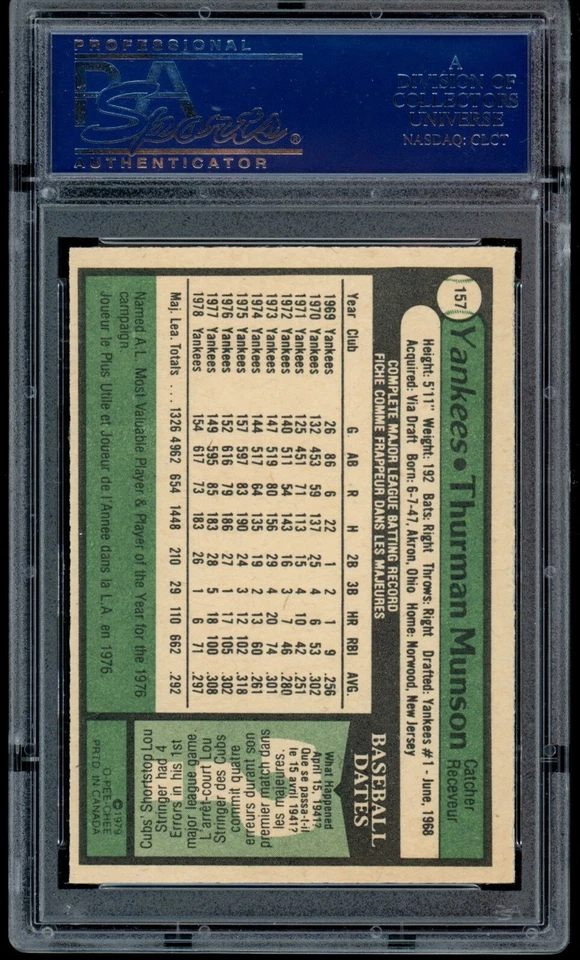 PROFESSIONAL
PSA
Sports®
AUTHENTICATOR
A
DIVISION OF
COLLECTORS
UNIVERSE
NASDAQ: CLCT
157
Yankees • Thurman Munson
Catcher
Receveur
Height: 5'11" Weight: 192 Bats: Right Throws: Right Drafted: Yankees #1 - June, 1968
Acquired: Via Draft Born: 6-7-47, Akron, Ohio Home: Norwood, New Jersey
COMPLETE MAJOR LEAGUE BATTING RECORD
FICHE COMME FRAPPEUR DANS LES MAJEURES
Year Club G. AB R H 2B 3B HR RBI AVG.
1969 Yankees 26 86 6 22 1 2 1 9 .256
1970 Yankees 132 453 59 137 25 4 6 53 .302
1971 Yankees 125 451 71 113 15 4 10 42 .251
1972 Yankees 140 511 54 143 16 3 7 46 .280
1973 Yankees 147 519 80 156 29 4 20 74 .301
1974 Yankees 144 517 64 135 19 2 13 60 .261
1975 Yankees 157 597 83 190 24 3 12 102 .318
1976 Yankees 152 616 79 186 27 1 17 105 .302
1977 Yankees 149 595 85 183 28 5 18 100 .308
1978 Yankees 154 617 73 183 26 1 6 71 .297
Maj. Lea. Totals . . . 1326 4962 654 1448 210 29 110 662 .292
Named A.L. Most Valuable Player & Player of the Year for the 1976
campaign
Joueur le Plus Utile et Joueur de l'Annee dans la L.A. en 1976
BASEBALL
DATES
What Happened
April 15, 1941?
Que se passa-t-il
le 15 avril 1941?
Cubs' Shortstop Lou
Stringer had 4
Errors in his 1st
major league game
L'arrêt-court Lou
Stringer des Cubs
commit quatre
erreurs durant son
premier match dans
les majeures.
©1979
O-PEE-CHEE
PRTD. IN CANADA